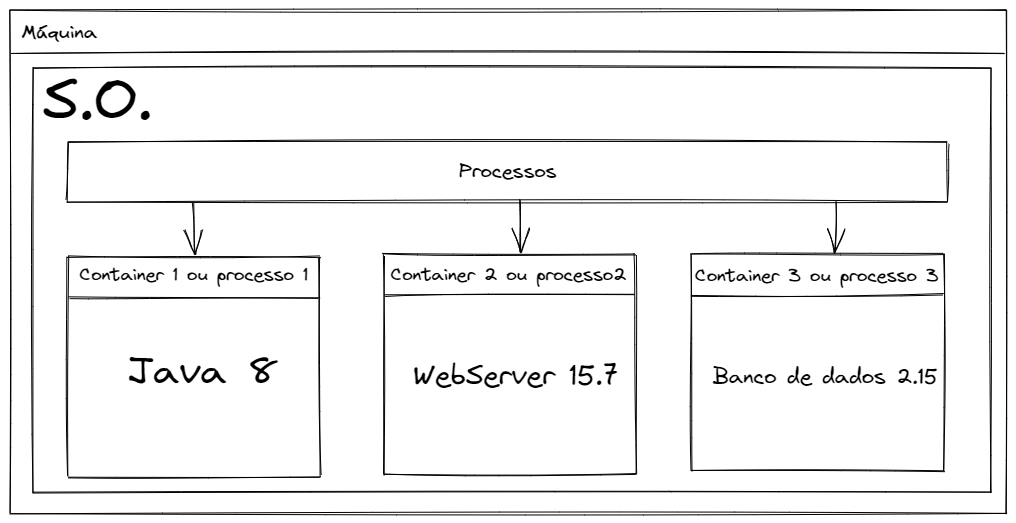 Máquina
S.O.
Processos
Container 1 ou processo 1
Container 2 ou processo2
Container 3 ou processo 3
Java 8
WebServer 15.7
Banco de dados 2.15